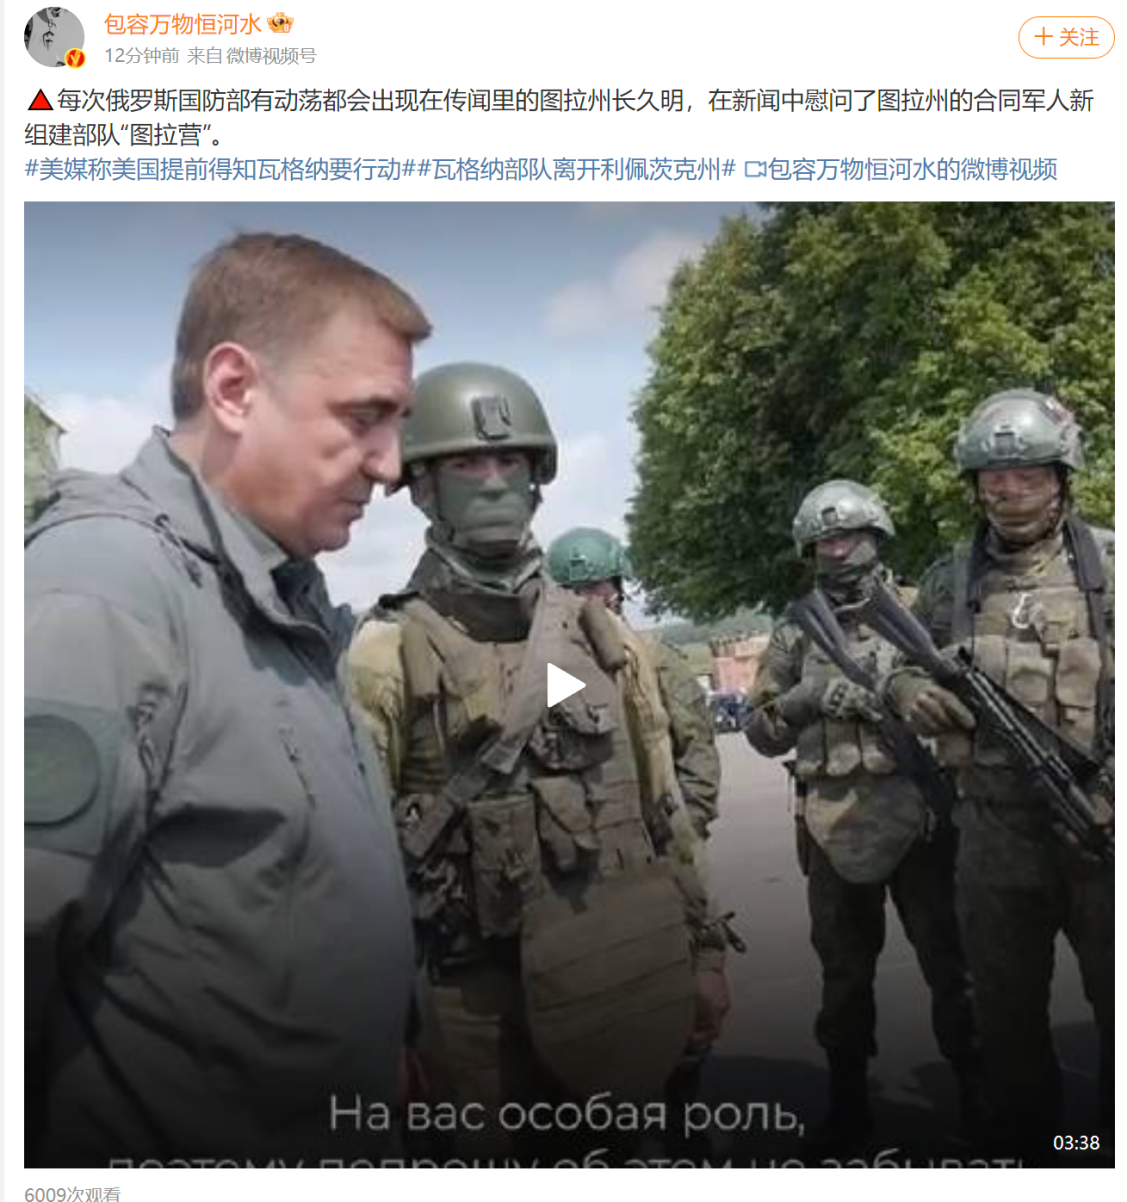 包容万物恒河水
12分钟前 来自 微博视频号
+ 关注
🔺每次俄罗斯国防部有动荡都会出现在传闻里的图拉州长久明，在新闻中慰问了图拉州的合同军人新
组建部队“图拉营”。
#美媒称美国提前得知瓦格纳要行动##瓦格纳部队离开利佩茨克州# 包容万物恒河水的微博视频
На вас особая роль,
поэтому попрошу об этом не забывать
03:38
6009次观看